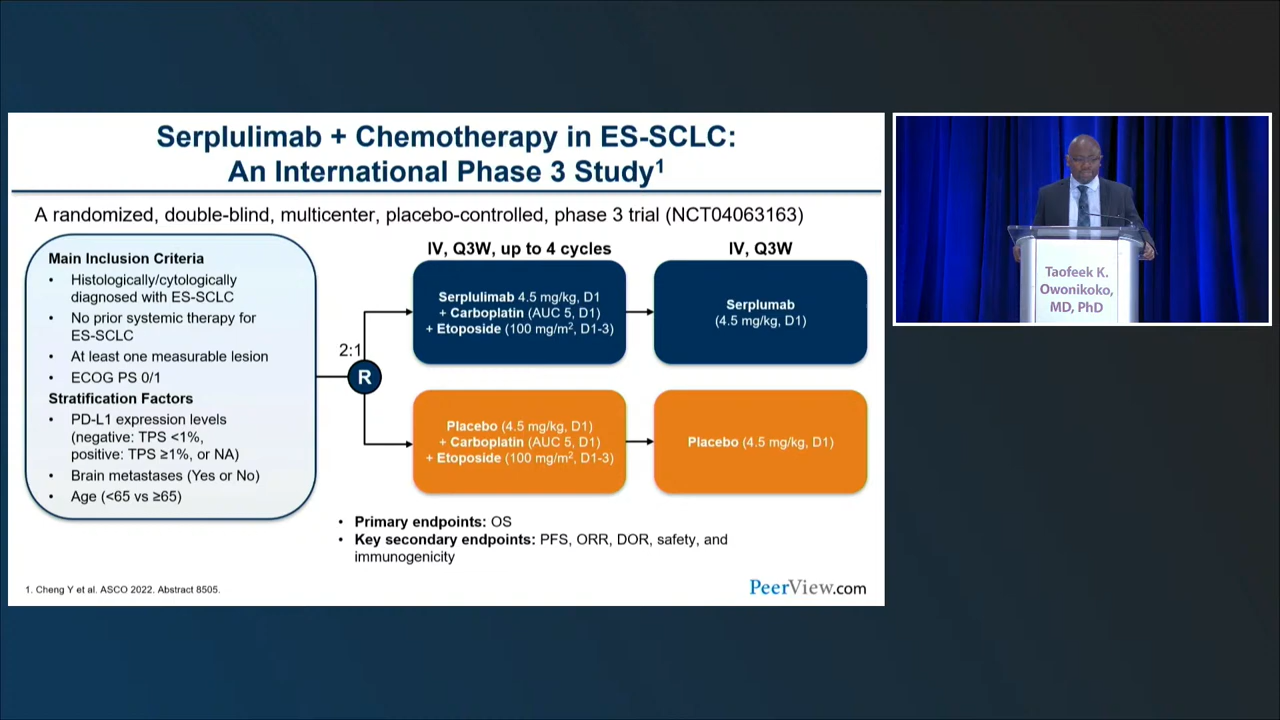 Serplulimab + Chemotherapy in ES-SCLC:
An International Phase 3 Study¹
A randomized, double-blind, multicenter, placebo-controlled, phase 3 trial (NCT04063163)
Main Inclusion Criteria
• Histologically/cytologically
diagnosed with ES-SCLC
• No prior systemic therapy for
ES-SCLC
• At least one measurable lesion
• ECOG PS 0/1
Stratification Factors
• PD-L1 expression levels
(negative: TPS <1%,
positive: TPS ≥1%, or NA)
• Brain metastases (Yes or No)
• Age (<65 vs ≥65)
2:1
R
IV, Q3W, up to 4 cycles
Serplulimab 4.5 mg/kg, D1
+ Carboplatin (AUC 5, D1)
+ Etoposide (100 mg/m², D1-3)
IV, Q3W
Serplumab
(4.5 mg/kg, D1)
Placebo (4.5 mg/kg, D1)
+ Carboplatin (AUC 5, D1)
+ Etoposide (100 mg/m², D1-3)
Placebo (4.5 mg/kg, D1)
• Primary endpoints: OS
• Key secondary endpoints: PFS, ORR, DOR, safety, and
immunogenicity
1. Cheng Y et al. ASCO 2022. Abstract 8505.
PeerView.com
Taofeek K.
Owonikoko,
MD, PhD